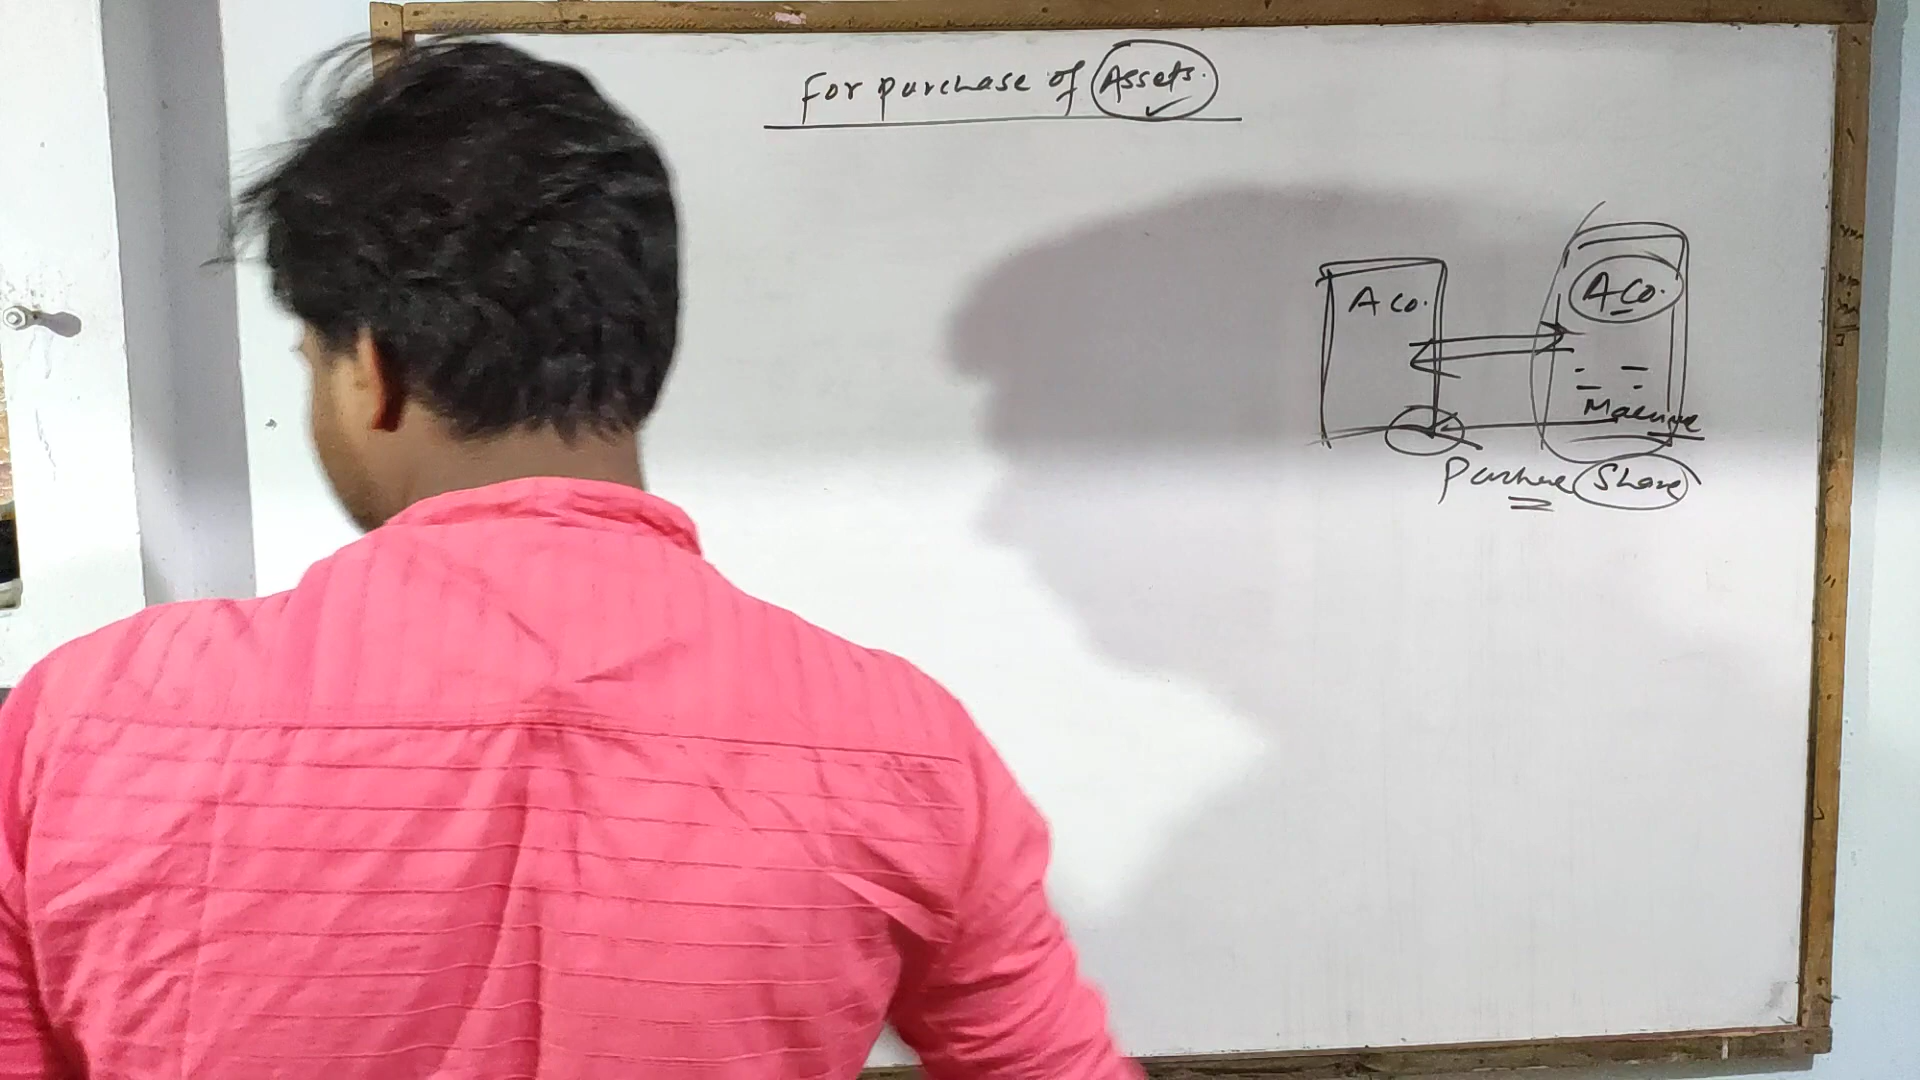 For purchase of Assets.
A co.
A co.
Machine
Purchase Share